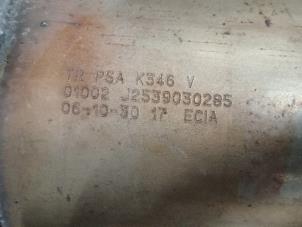 TR PSA K346 V
01002 J2539030285
06-10-30 17 ECIA